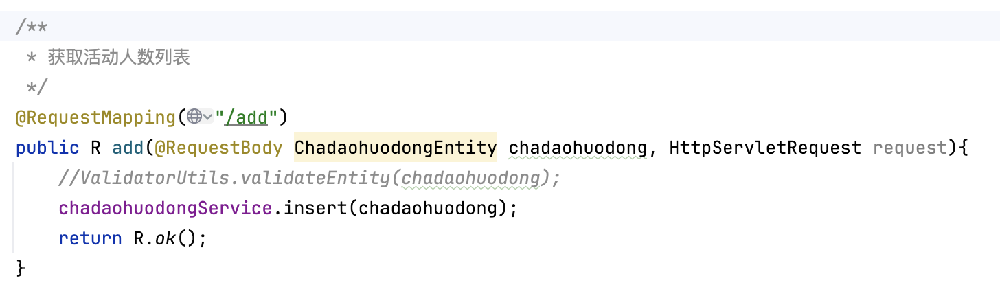 /**
 * 获取活动人数列表
 */
@RequestMapping("/add")
public R add(@RequestBody ChadaohuodongEntity chadaohuodong, HttpServletRequest request){
    //ValidatorUtils.validateEntity(chadaohuodong);
    chadaohuodongService.insert(chadaohuodong);
    return R.ok();
}